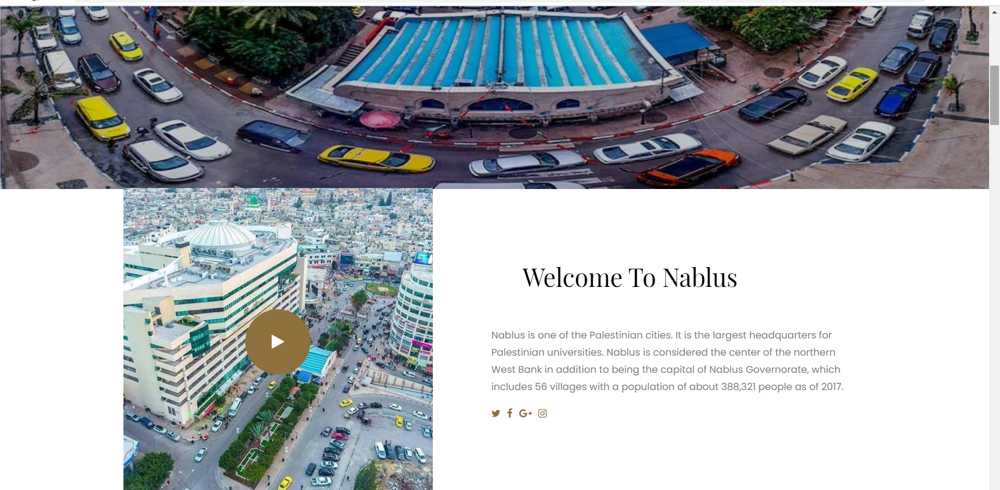 Welcome To Nablus
Nablus is one of the Palestinian cities. It is the largest headquarters for
Palestinian universities. Nablus is considered the center of the northern
West Bank in addition to being the capital of Nablus Governorate, which
includes 56 villages with a population of about 388,321 people as of 2017.